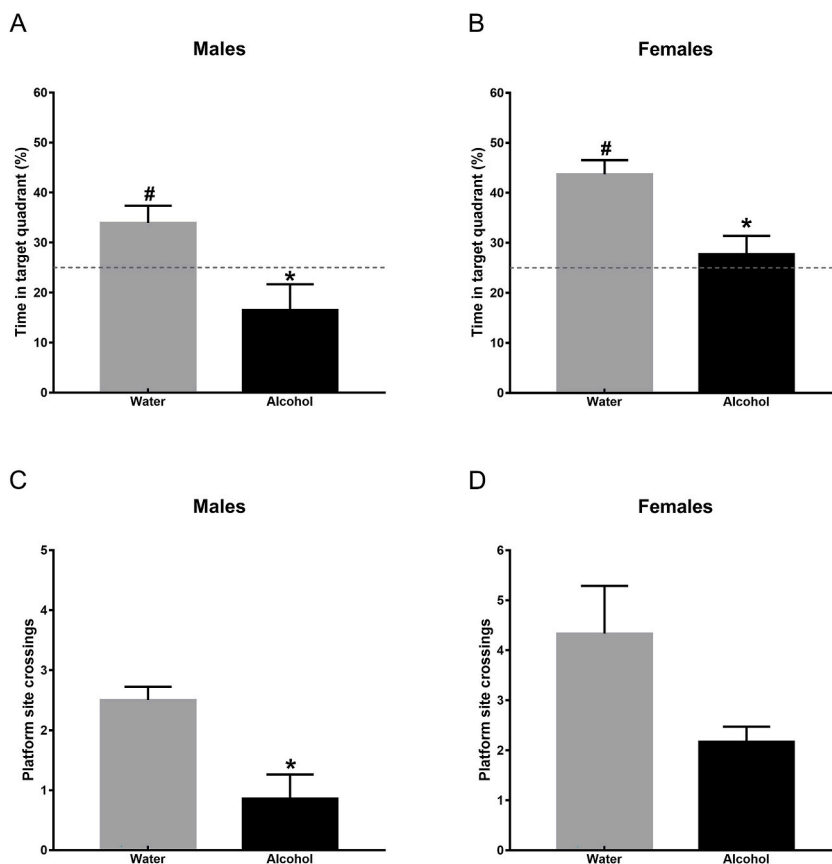 A
Males
Time in target quadrant (%)
60
50
40
30
20
10
0
#
*
Water Alcohol
B
Females
Time in target quadrant (%)
60
50
40
30
20
10
0
#
*
Water Alcohol
C
Males
Platform site crossings
5
4
3
2
1
0
*
Water Alcohol
D
Females
Platform site crossings
6
5
4
3
2
1
0
Water Alcohol